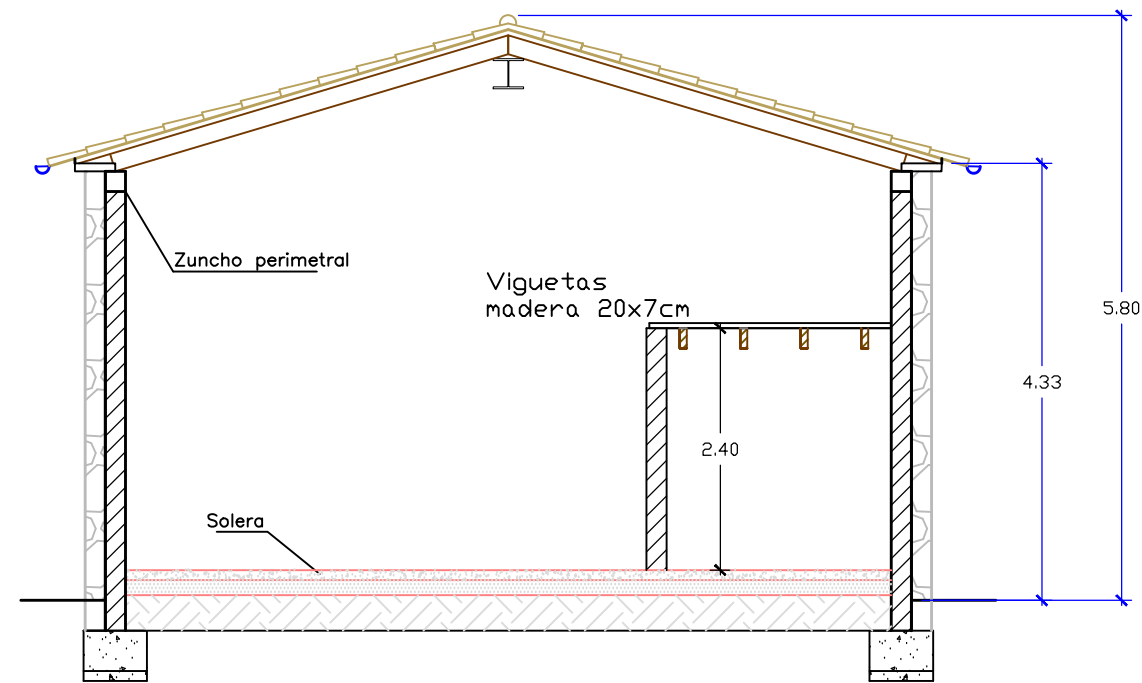 Zuncho perimetral
Viguetas
madera 20x7cm
5.80
4.33
2.40
Solera